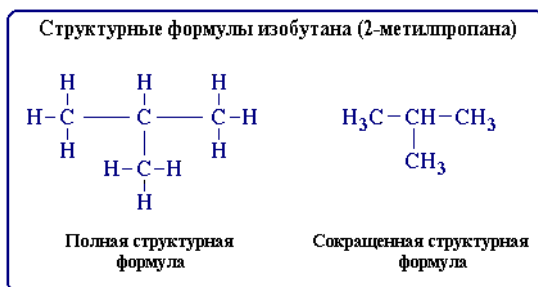 Структурные формулы изобутана (2-метилпропана)
H H H
H–C — C — C–H
H H
H–C–H
H
H3C–CH–CH3
CH3
Полная структурная
формула
Сокращенная структурная
формула